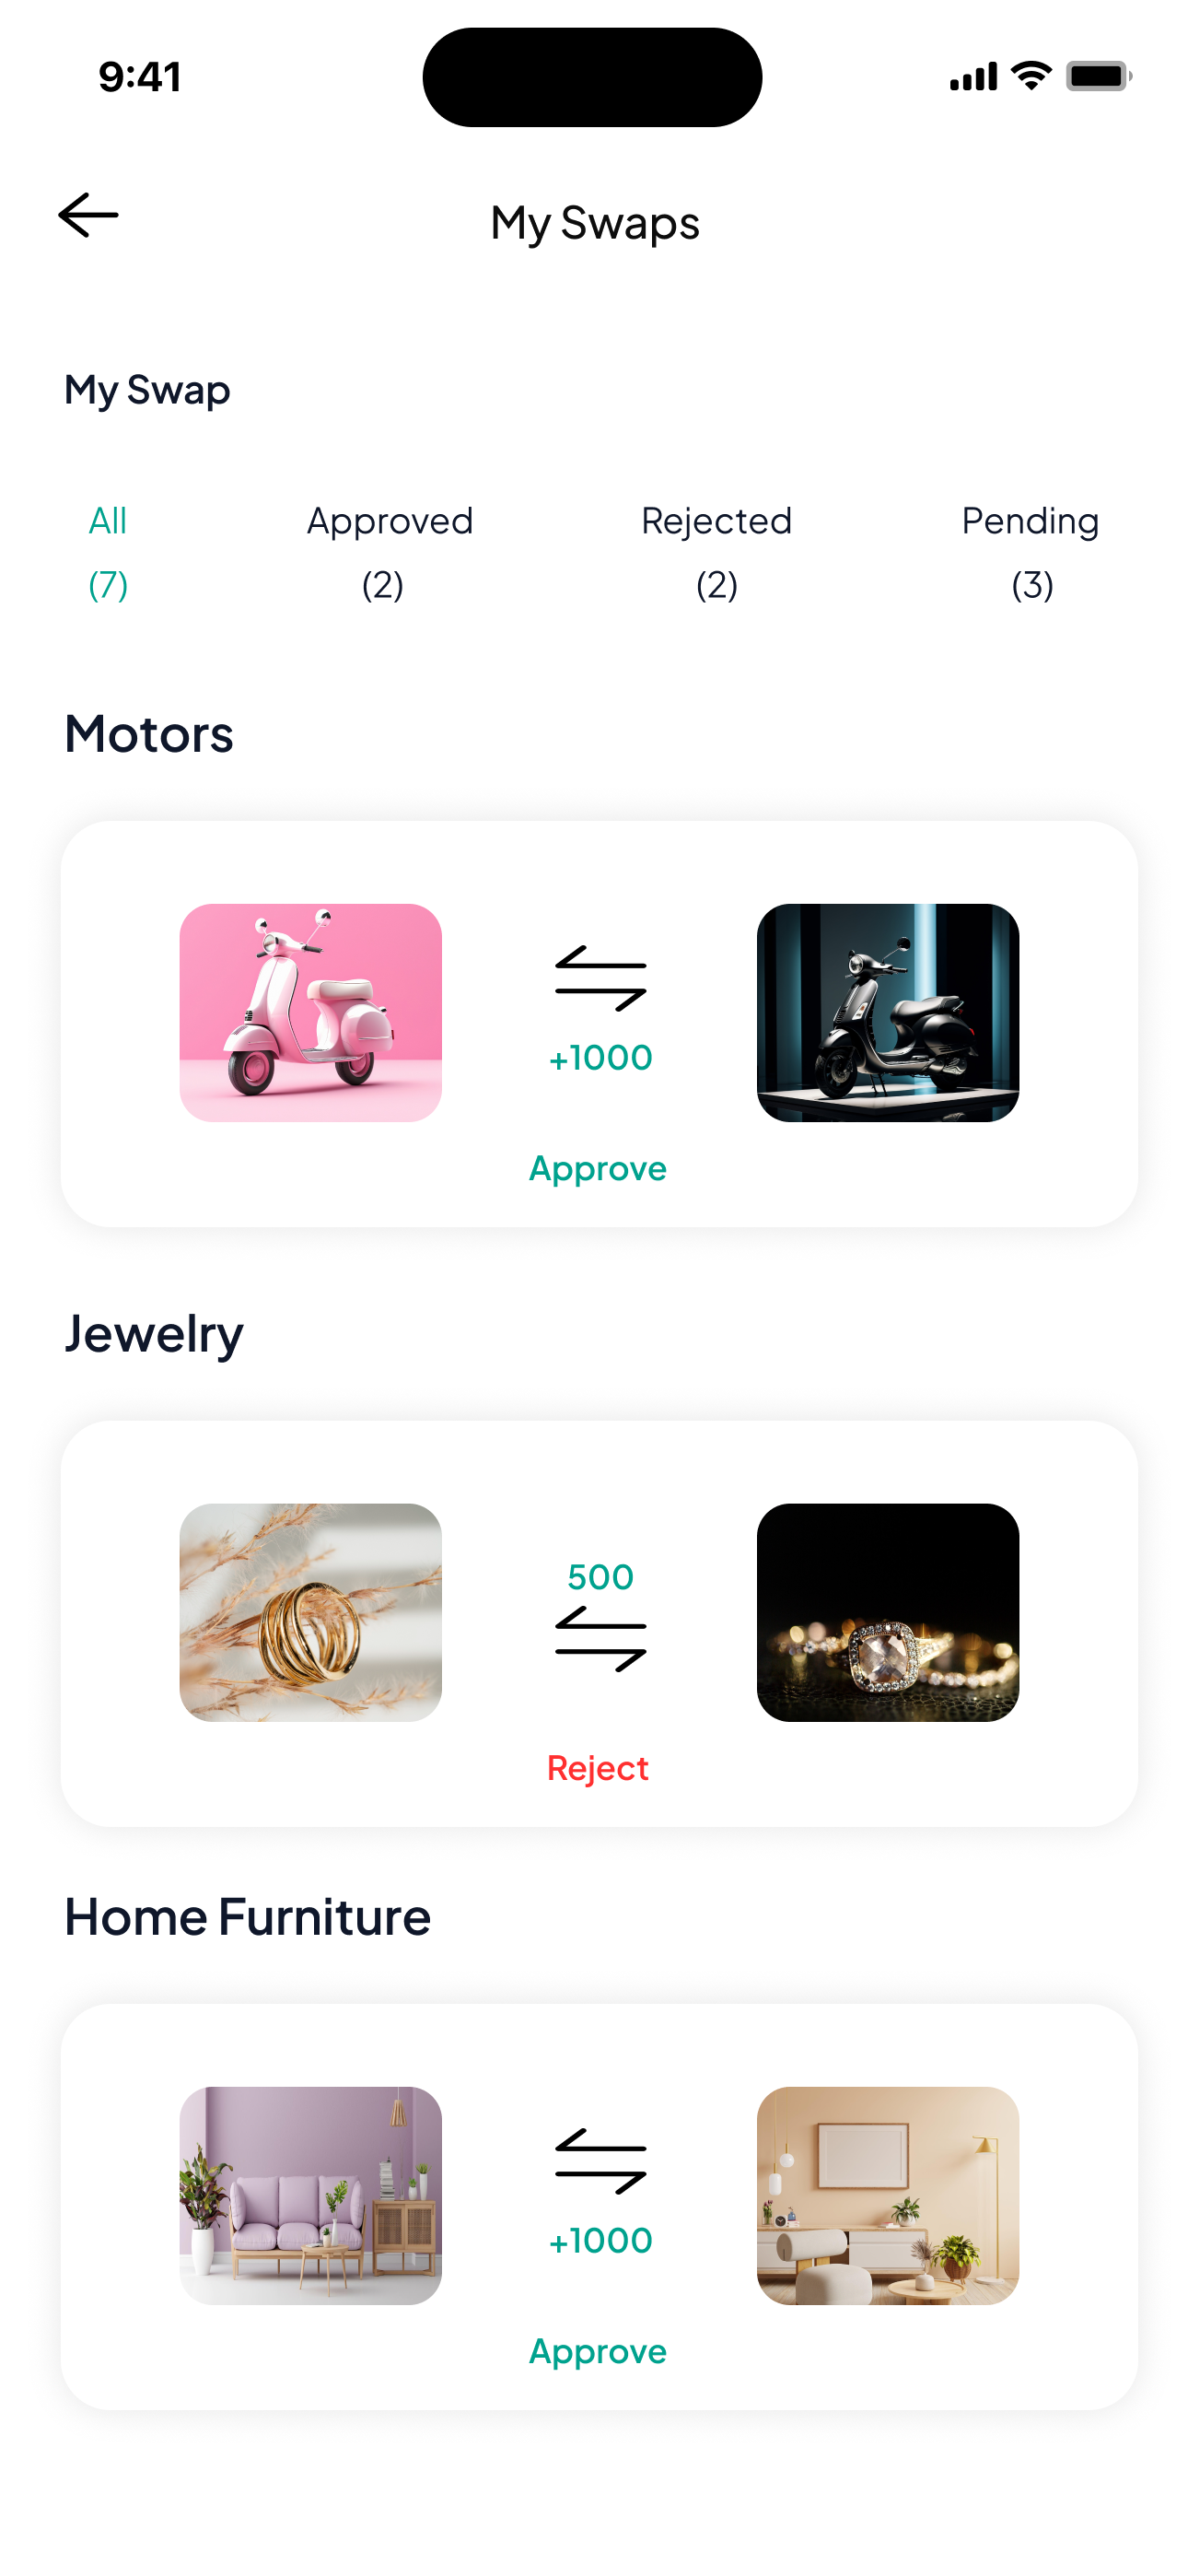 9:41
My Swaps
My Swap
All Approved Rejected Pending
(7) (2) (2) (3)
Motors
+1000
Approve
Jewelry
500
Reject
Home Furniture
+1000
Approve